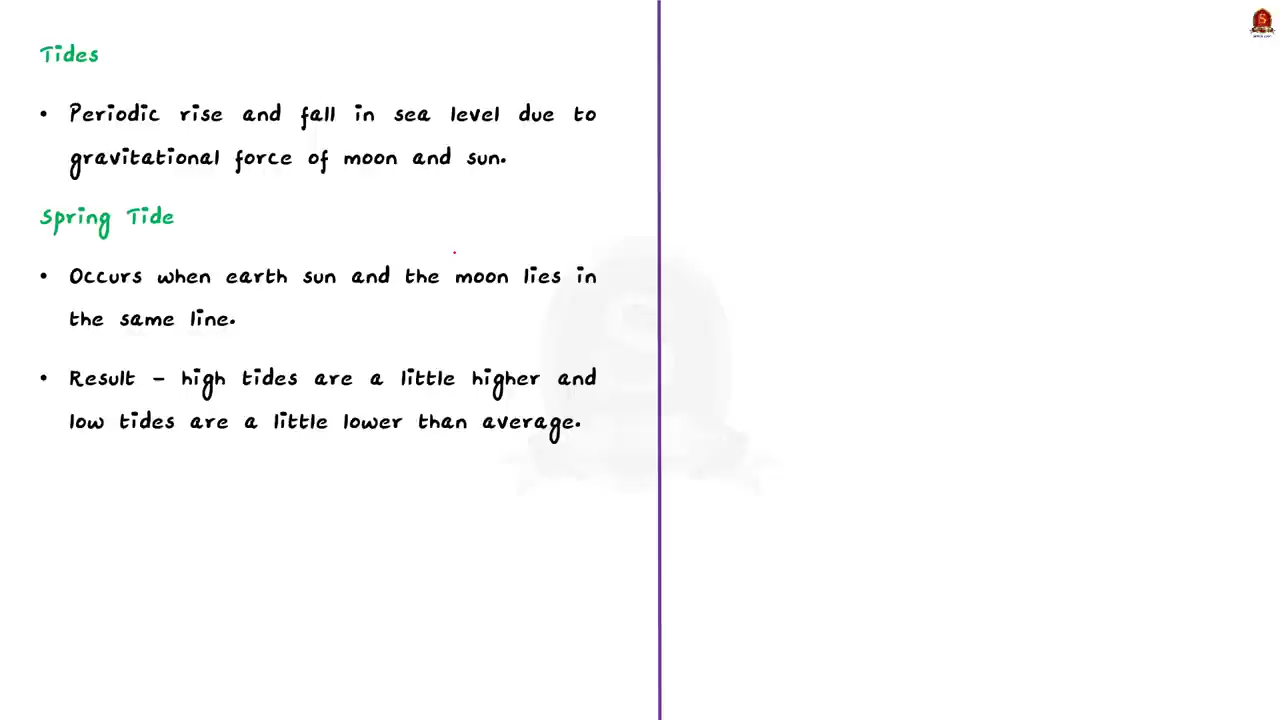 Tides
• Periodic rise and fall in sea level due to
gravitational force of moon and sun.
Spring Tide
• Occurs when earth sun and the moon lies in
the same line.
• Result – high tides are a little higher and
low tides are a little lower than average.